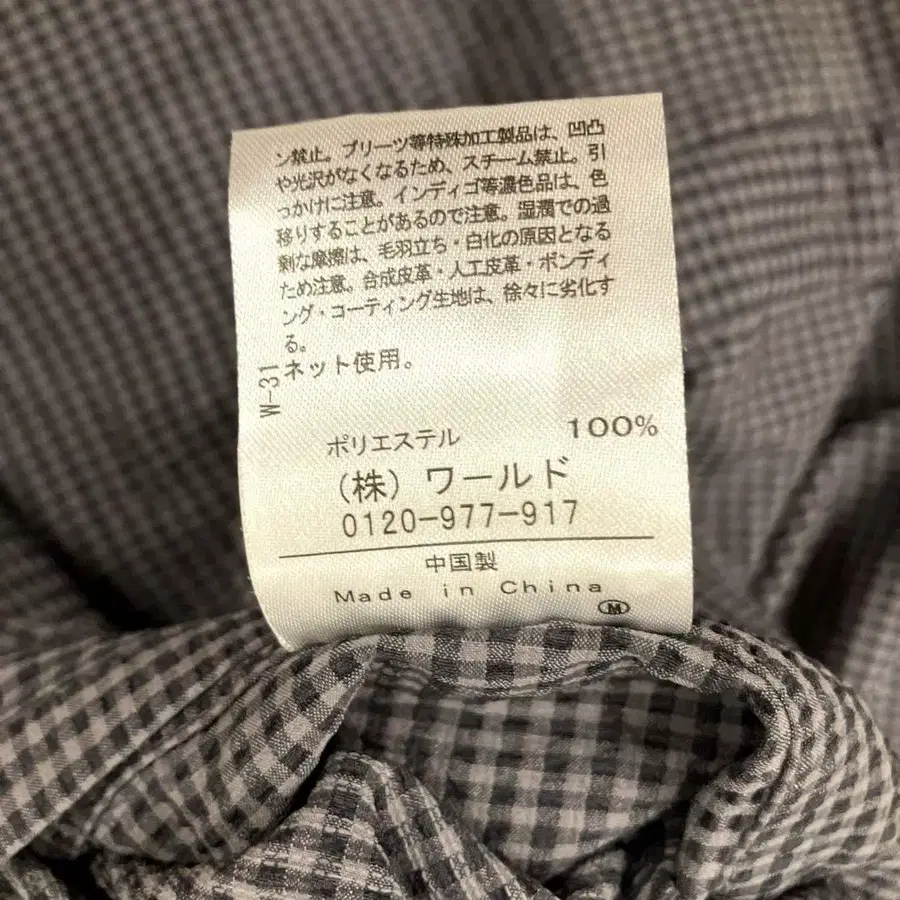 ン禁止。プリーツ等特殊加工製品は、凹凸
や光沢がなくなるため、スチーム禁止。引
っかけに注意。インディゴ等濃色品は、色
移りすることがあるので注意。湿潤での過
剰な摩擦は、毛羽立ち・白化の原因となる
ため注意。合成皮革・人工皮革・ボンディ
ング・コーティング生地は、徐々に劣化す
る。
ネット使用。
W-31
ポリエステル 100%
(株) ワールド
0120-977-917
中国製
Made in China
M